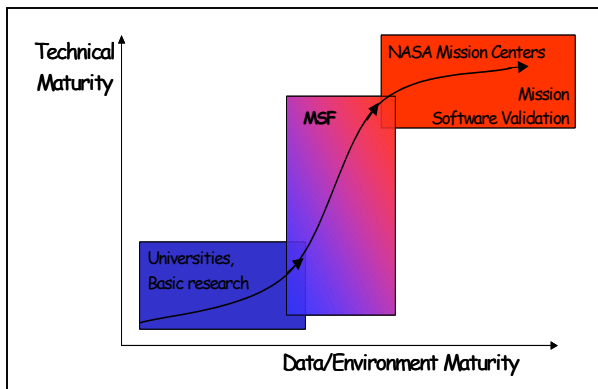 Technical
Maturity
NASA Mission Centers
Mission
Software Validation
MSF
Universities,
Basic research
Data/Environment Maturity